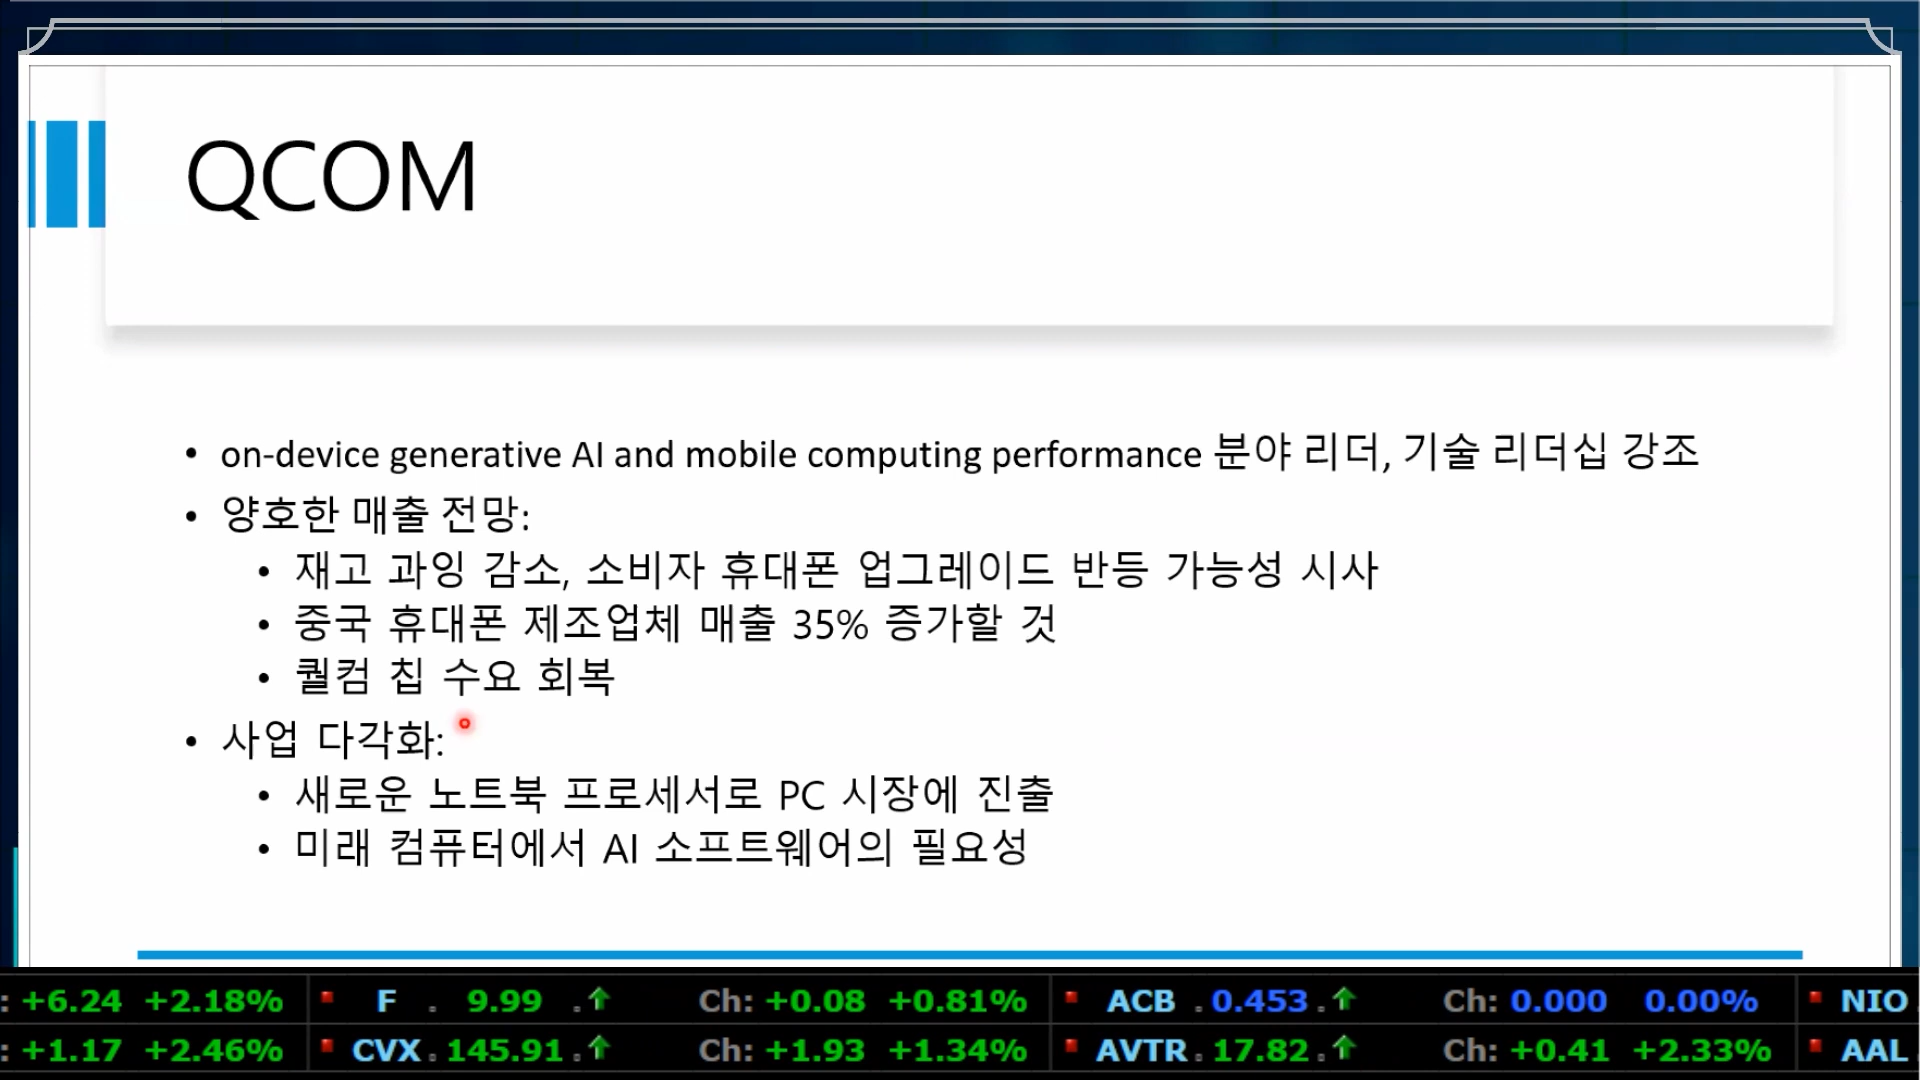 QCOM
• on-device generative AI and mobile computing performance 분야 리더, 기술 리더십 강조
• 양호한 매출 전망:
• 재고 과잉 감소, 소비자 휴대폰 업그레이드 반등 가능성 시사
• 중국 휴대폰 제조업체 매출 35% 증가할 것
• 퀄컴 칩 수요 회복
• 사업 다각화:
• 새로운 노트북 프로세서로 PC 시장에 진출
• 미래 컴퓨터에서 AI 소프트웨어의 필요성
: +6.24 +2.18% F . 9.99 . Ch: +0.08 +0.81% ACB . 0.453 . Ch: 0.000 0.00% NIO
: +1.17 +2.46% CVX . 145.91 . Ch: +1.93 +1.34% AVTR . 17.82 . Ch: +0.41 +2.33% AAL